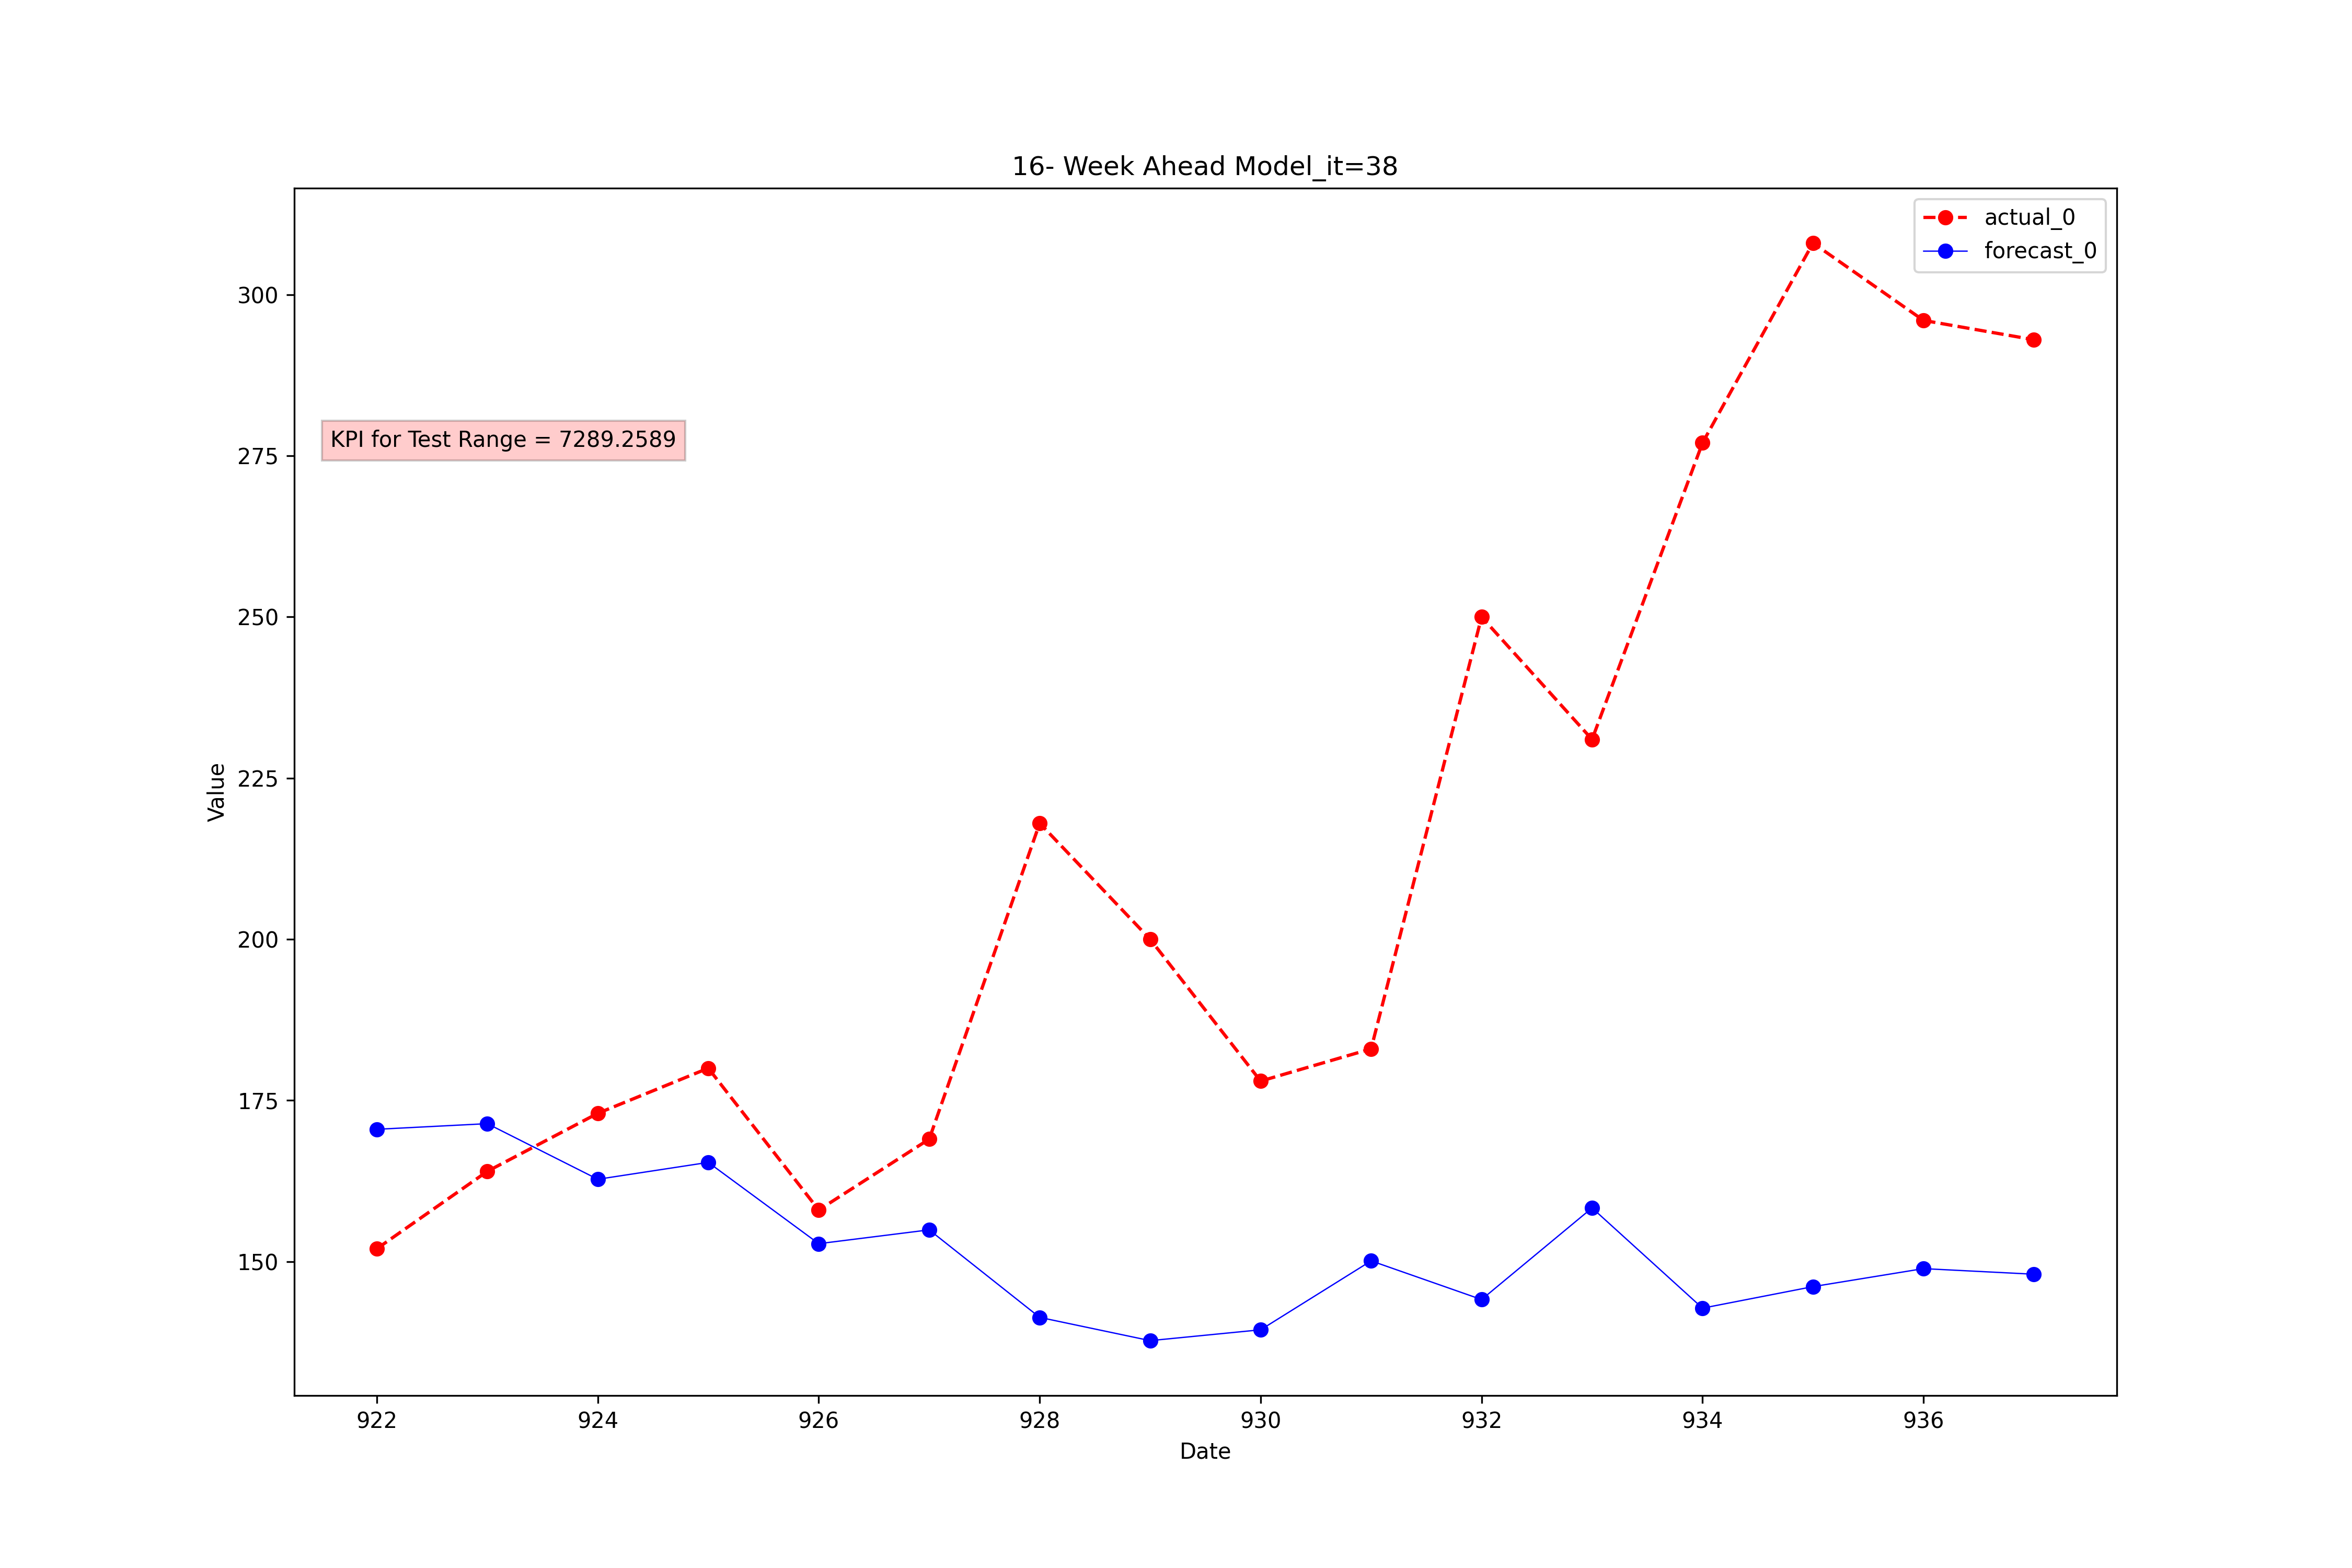 16- Week Ahead Model_it=38
actual_0
forecast_0
KPI for Test Range = 7289.2589
300
275
250
225
200
175
150
Value
922 924 926 928 930 932 934 936
Date